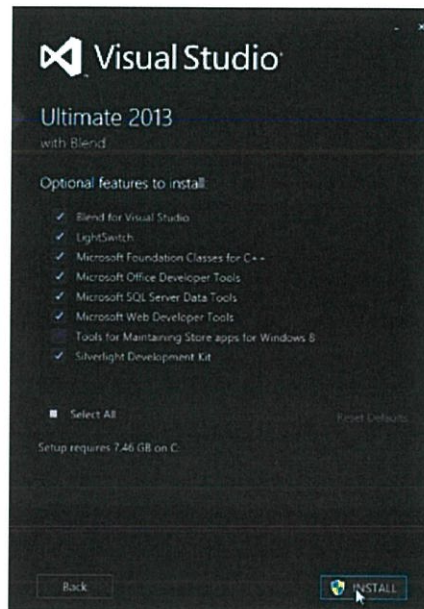 Visual Studio
Ultimate 2013
with Blend
Optional features to install:
Blend for Visual Studio
LightSwitch
Microsoft Foundation Classes for C++
Microsoft Office Developer Tools
Microsoft SQL Server Data Tools
Microsoft Web Developer Tools
Tools for Maintaining Store apps for Windows 8
Silverlight Development Kit
Select All
Reset Defaults
Setup requires 7.46 GB on C:
Back
INSTALL